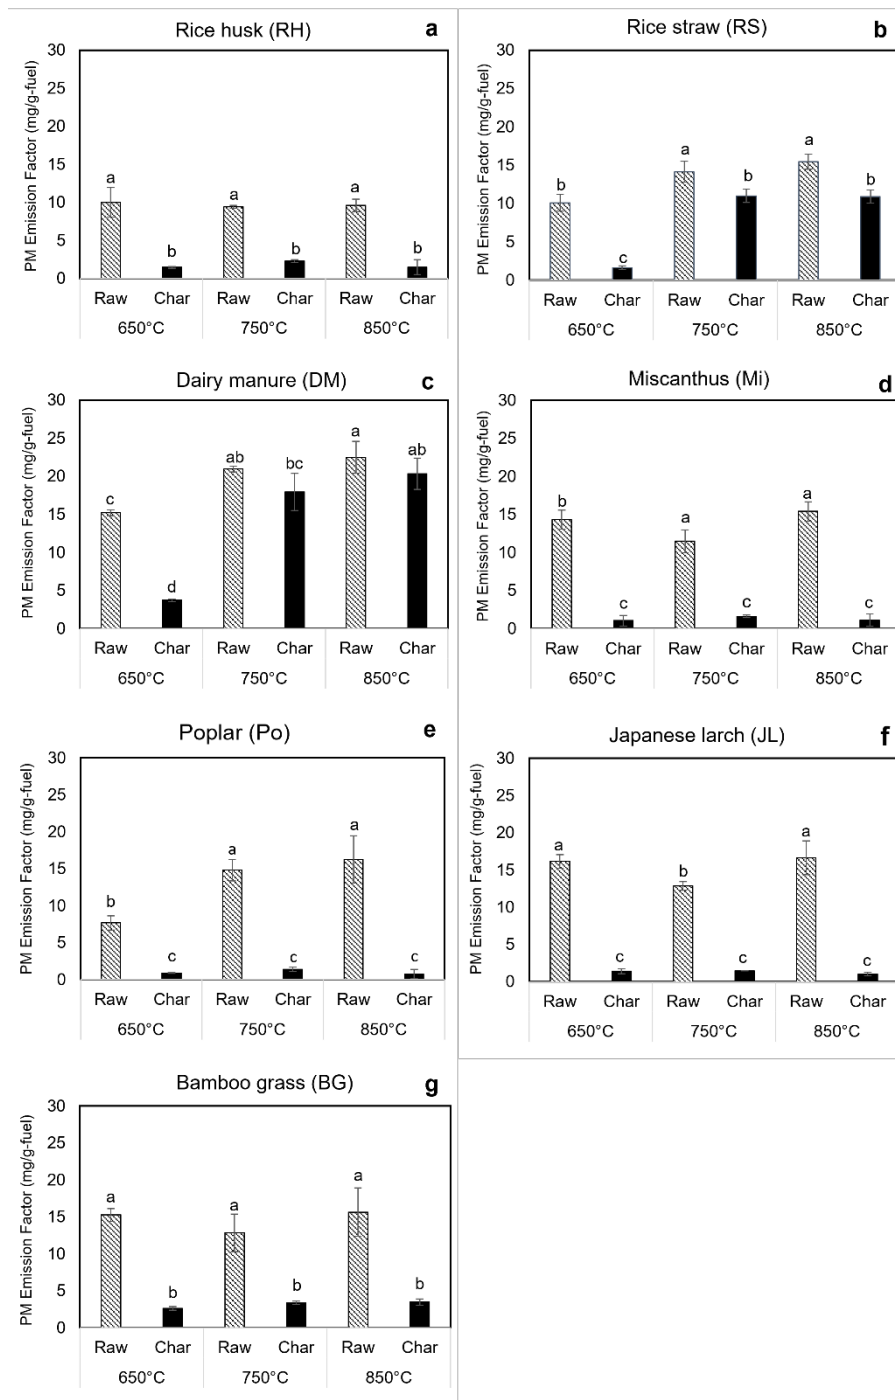 Rice husk (RH)
a
PM Emission Factor (mg/g-fuel)
30
25
20
15
10
5
0
a
b
a
b
a
b
Raw Char Raw Char Raw Char
650°C 750°C 850°C
Rice straw (RS)
b
PM Emission Factor (mg/g-fuel)
30
25
20
15
10
5
0
b
c
a
b
a
b
Raw Char Raw Char Raw Char
650°C 750°C 850°C
Dairy manure (DM)
c
PM Emission Factor (mg/g-fuel)
30
25
20
15
10
5
0
c
d
ab
bc
a
ab
Raw Char Raw Char Raw Char
650°C 750°C 850°C
Miscanthus (Mi)
d
PM Emission Factor (mg/g-fuel)
30
25
20
15
10
5
0
b
c
a
c
a
c
Raw Char Raw Char Raw Char
650°C 750°C 850°C
Poplar (Po)
e
PM Emission Factor (mg/g-fuel)
30
25
20
15
10
5
0
b
c
a
c
a
c
Raw Char Raw Char Raw Char
650°C 750°C 850°C
Japanese larch (JL)
f
PM Emission Factor (mg/g-fuel)
30
25
20
15
10
5
0
a
c
b
c
a
c
Raw Char Raw Char Raw Char
650°C 750°C 850°C
Bamboo grass (BG)
g
PM Emission Factor (mg/g-fuel)
30
25
20
15
10
5
0
a
b
a
b
a
b
Raw Char Raw Char Raw Char
650°C 750°C 850°C